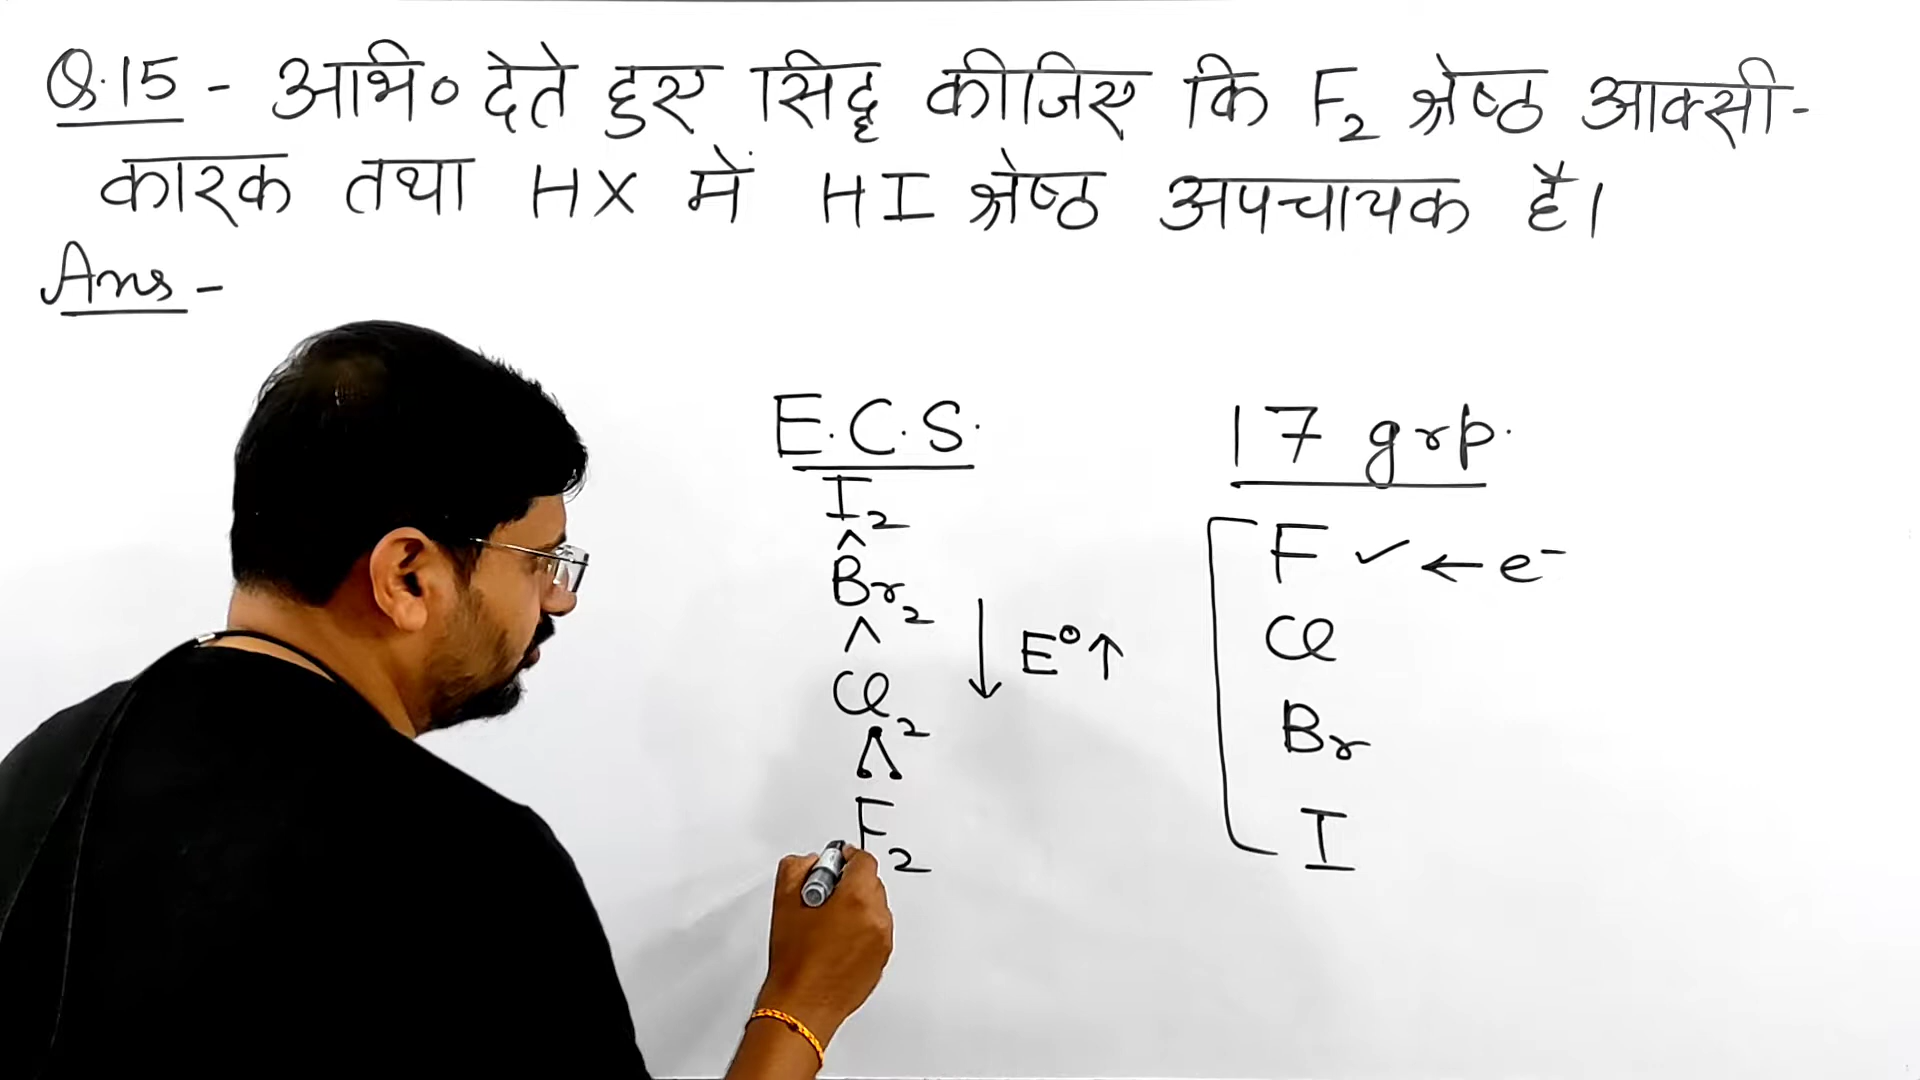 Q.15 - अभि० देते हुए सिद्ध कीजिए कि F₂ श्रेष्ठ आक्सी-
कारक तथा HX में HI श्रेष्ठ अपचायक है।
Ans -
E.C.S.
I₂
^
Br₂
^
Cl₂
^
F₂
↓ E⁰↑
17 grp.
F ✓ ← e⁻
Cl
Br
I